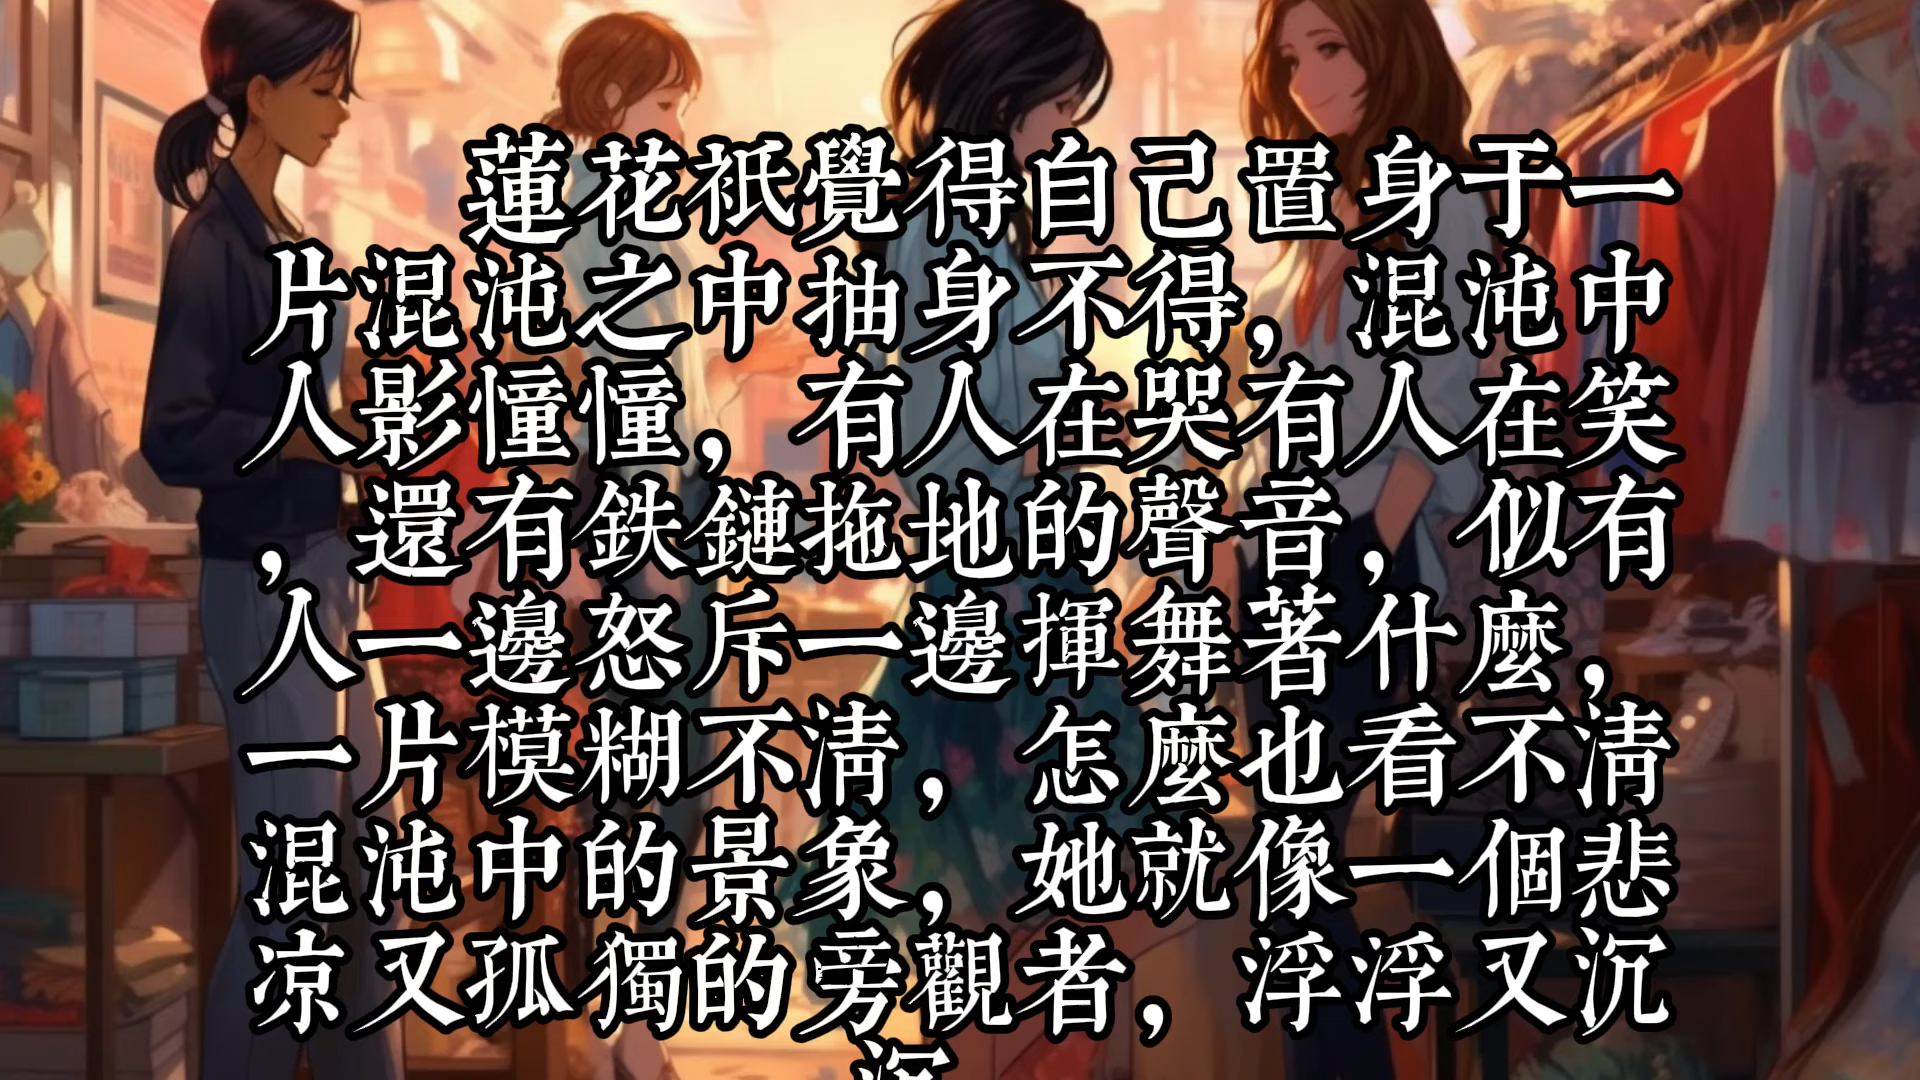 蓮花衹覺得自己置身于一
片混沌之中抽身不得，混沌中
人影憧憧，有人在哭有人在笑
，還有鉄鏈拖地的聲音，似有
人一邊怒斥一邊揮舞著什麼，
一片模糊不淸，怎麼也看不淸
混沌中的景象，她就像一個悲
凉又孤獨的旁觀者，浮浮又沉
沉